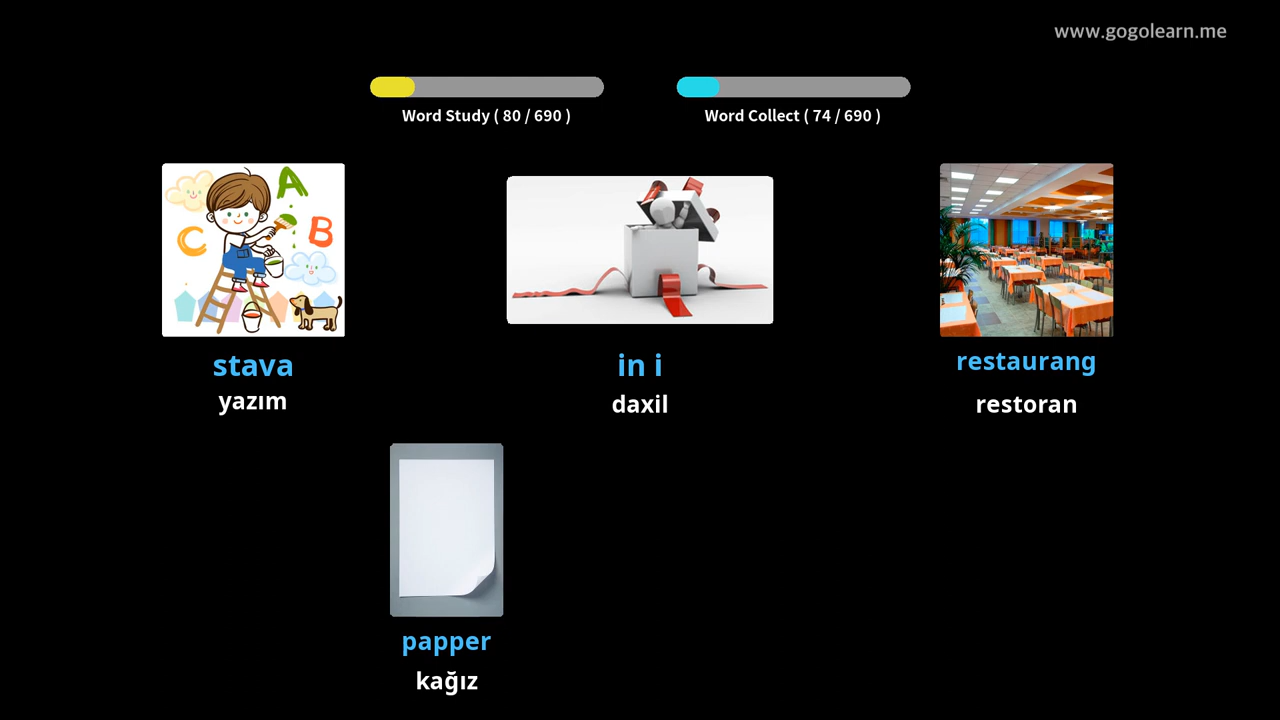 www.gogolearn.me
Word Study ( 80 / 690 )
Word Collect ( 74 / 690 )
A
B
C
stava
yazım
in i
daxil
restaurang
restoran
papper
kağız